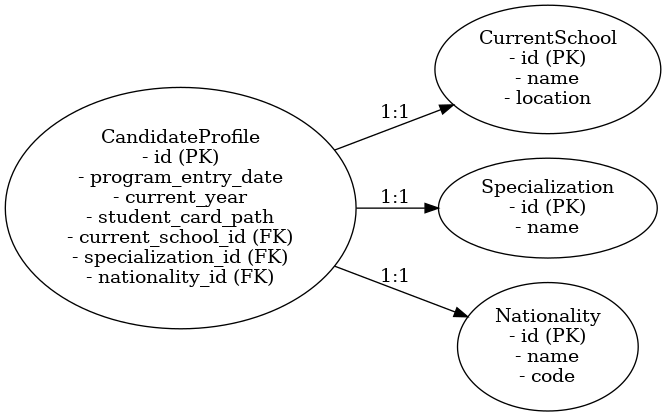 CandidateProfile
- id (PK)
- program_entry_date
- current_year
- student_card_path
- current_school_id (FK)
- specialization_id (FK)
- nationality_id (FK)
1:1
CurrentSchool
- id (PK)
- name
- location
1:1
Specialization
- id (PK)
- name
1:1
Nationality
- id (PK)
- name
- code